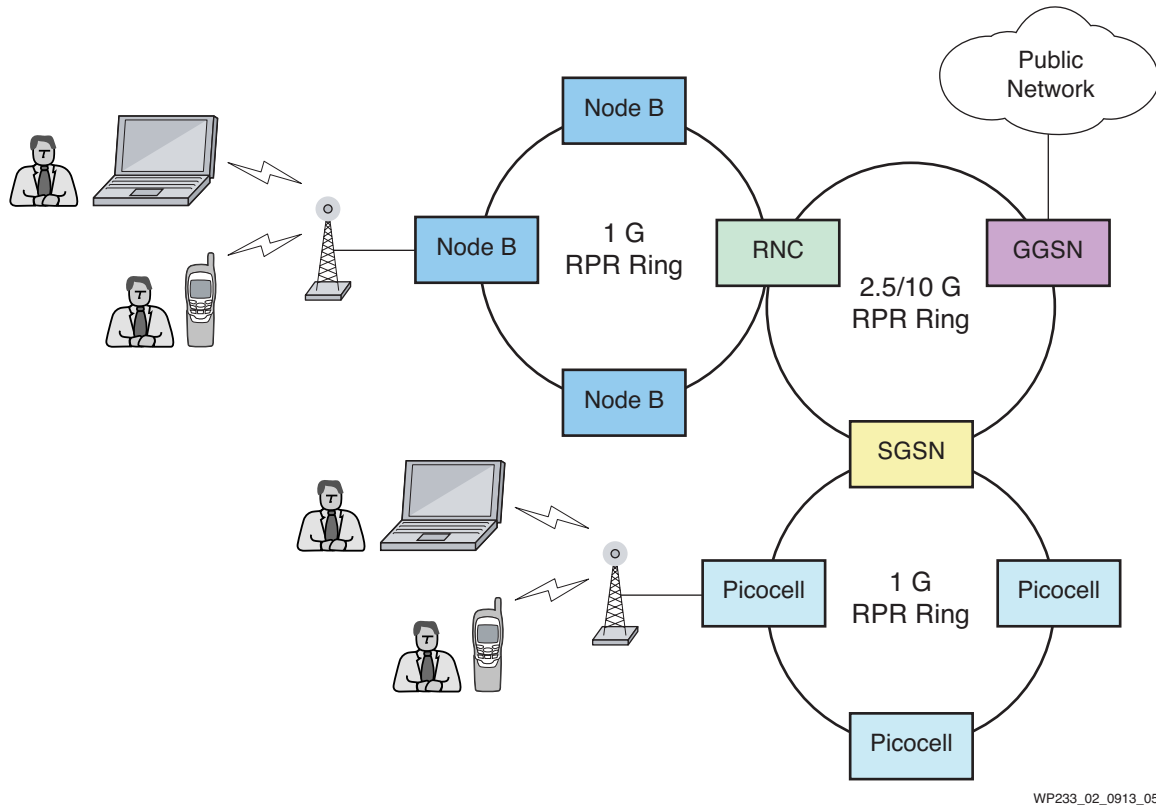 Public
Network
Node B
Node B
1 G
RPR Ring
RNC
GGSN
2.5/10 G
RPR Ring
Node B
SGSN
Picocell
1 G
RPR Ring
Picocell
Picocell
WP233_02_0913_05